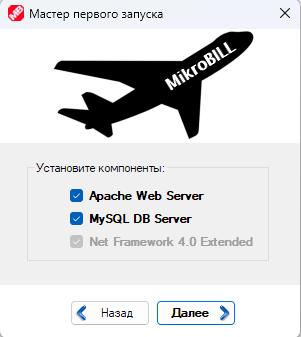 Мастер первого запуска
MikroBILL
Установите компоненты:
Apache Web Server
MySQL DB Server
Net Framework 4.0 Extended
Назад
Далее